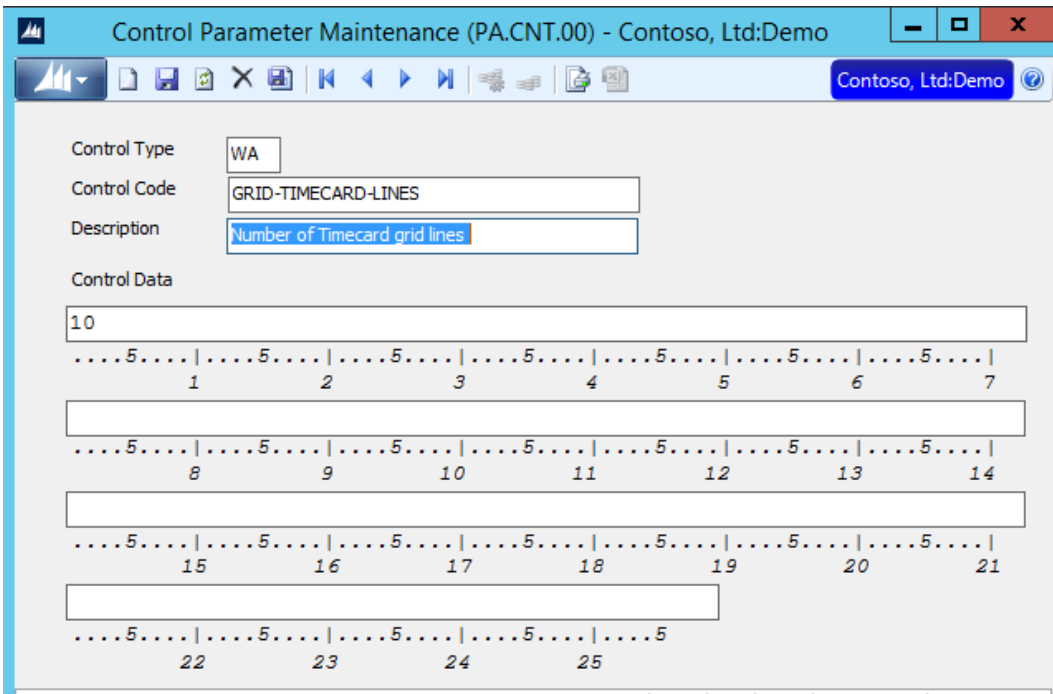 Control Parameter Maintenance (PA.CNT.00) - Contoso, Ltd:Demo
Contoso, Ltd:Demo
Control Type WA
Control Code GRID-TIMECARD-LINES
Description Number of Timecard grid lines
Control Data
10
....5....|....5....|....5....|....5....|....5....|....5....|....5....|
1 2 3 4 5 6 7
....5....|....5....|....5....|....5....|....5....|....5....|....5....|
8 9 10 11 12 13 14
....5....|....5....|....5....|....5....|....5....|....5....|....5....|
15 16 17 18 19 20 21
....5....|....5....|....5....|....5....|....5
22 23 24 25